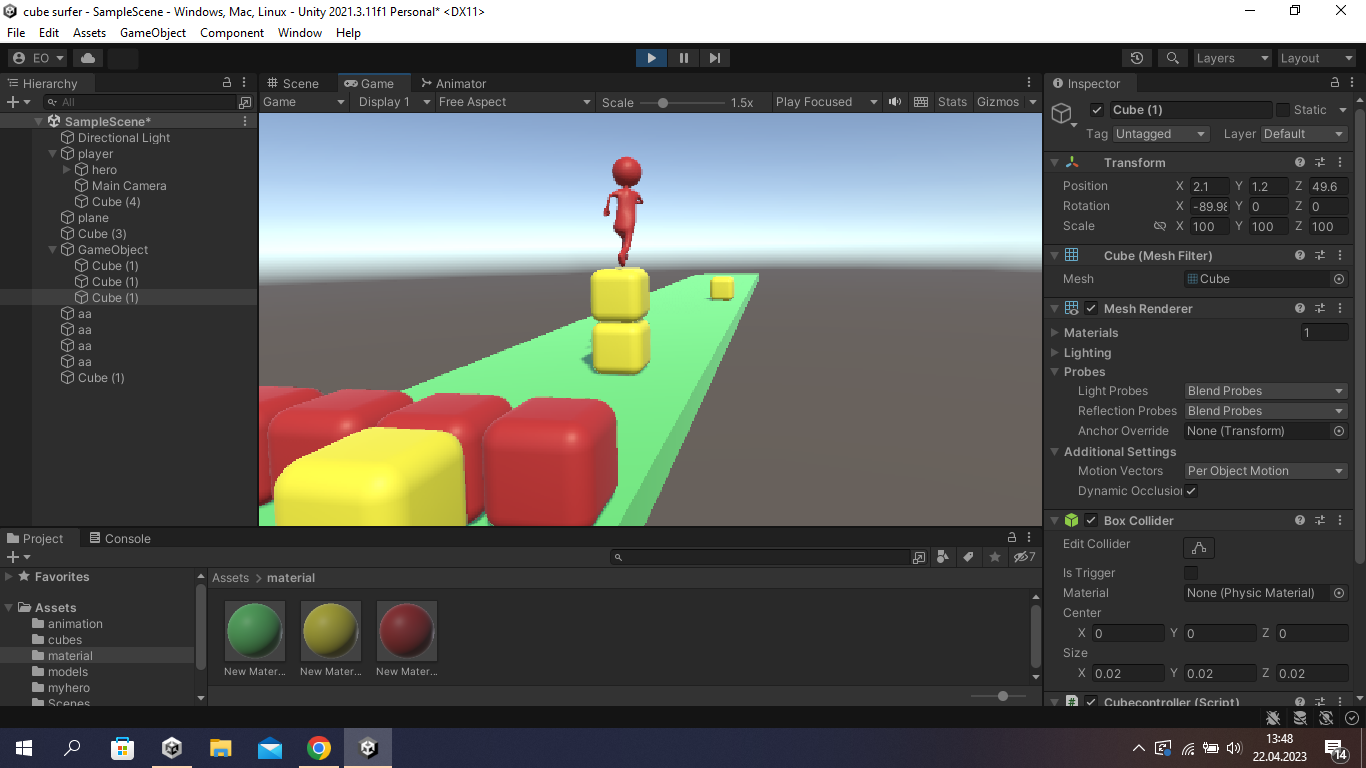 cube surfer - SampleScene - Windows, Mac, Linux - Unity 2021.3.11f1 Personal* <DX11>
File Edit Assets GameObject Component Window Help
EO Layers Layout
Hierarchy Scene Game Animator Inspector
All Game Display 1 Free Aspect Scale 1.5x Play Focused Stats Gizmos
Cube (1) Static
Tag Untagged Layer Default
SampleScene*
Directional Light
player
hero
Main Camera
Cube (4)
plane
Cube (3)
GameObject
Cube (1)
Cube (1)
Cube (1)
aa
aa
aa
aa
Cube (1)
Transform
Position X 2.1 Y 1.2 Z 49.6
Rotation X -89.98 Y 0 Z 0
Scale X 100 Y 100 Z 100
Cube (Mesh Filter)
Mesh Cube
Mesh Renderer
Materials 1
Lighting
Probes
Light Probes Blend Probes
Reflection Probes Blend Probes
Anchor Override None (Transform)
Additional Settings
Motion Vectors Per Object Motion
Dynamic Occlusion
Box Collider
Edit Collider
Is Trigger
Material None (Physic Material)
Center
X 0 Y 0 Z 0
Size
X 0.02 Y 0.02 Z 0.02
Cubecontroller (Script)
Project Console
7
Favorites
Assets
animation
cubes
material
models
myhero
Scenes
Assets > material
New Mater... New Mater... New Mater...
13:48
22.04.2023
14